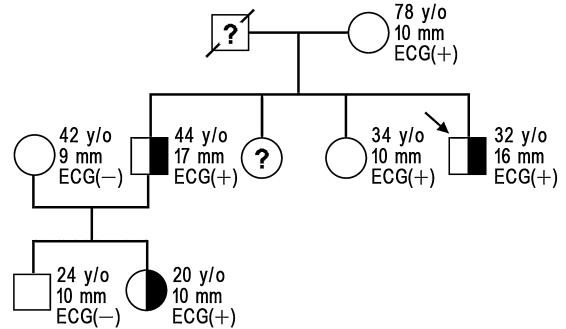 ?
78 y/o
10 mm
ECG(+)
42 y/o
9 mm
ECG(−)
44 y/o
17 mm
ECG(+)
?
34 y/o
10 mm
ECG(+)
32 y/o
16 mm
ECG(+)
24 y/o
10 mm
ECG(−)
20 y/o
10 mm
ECG(+)